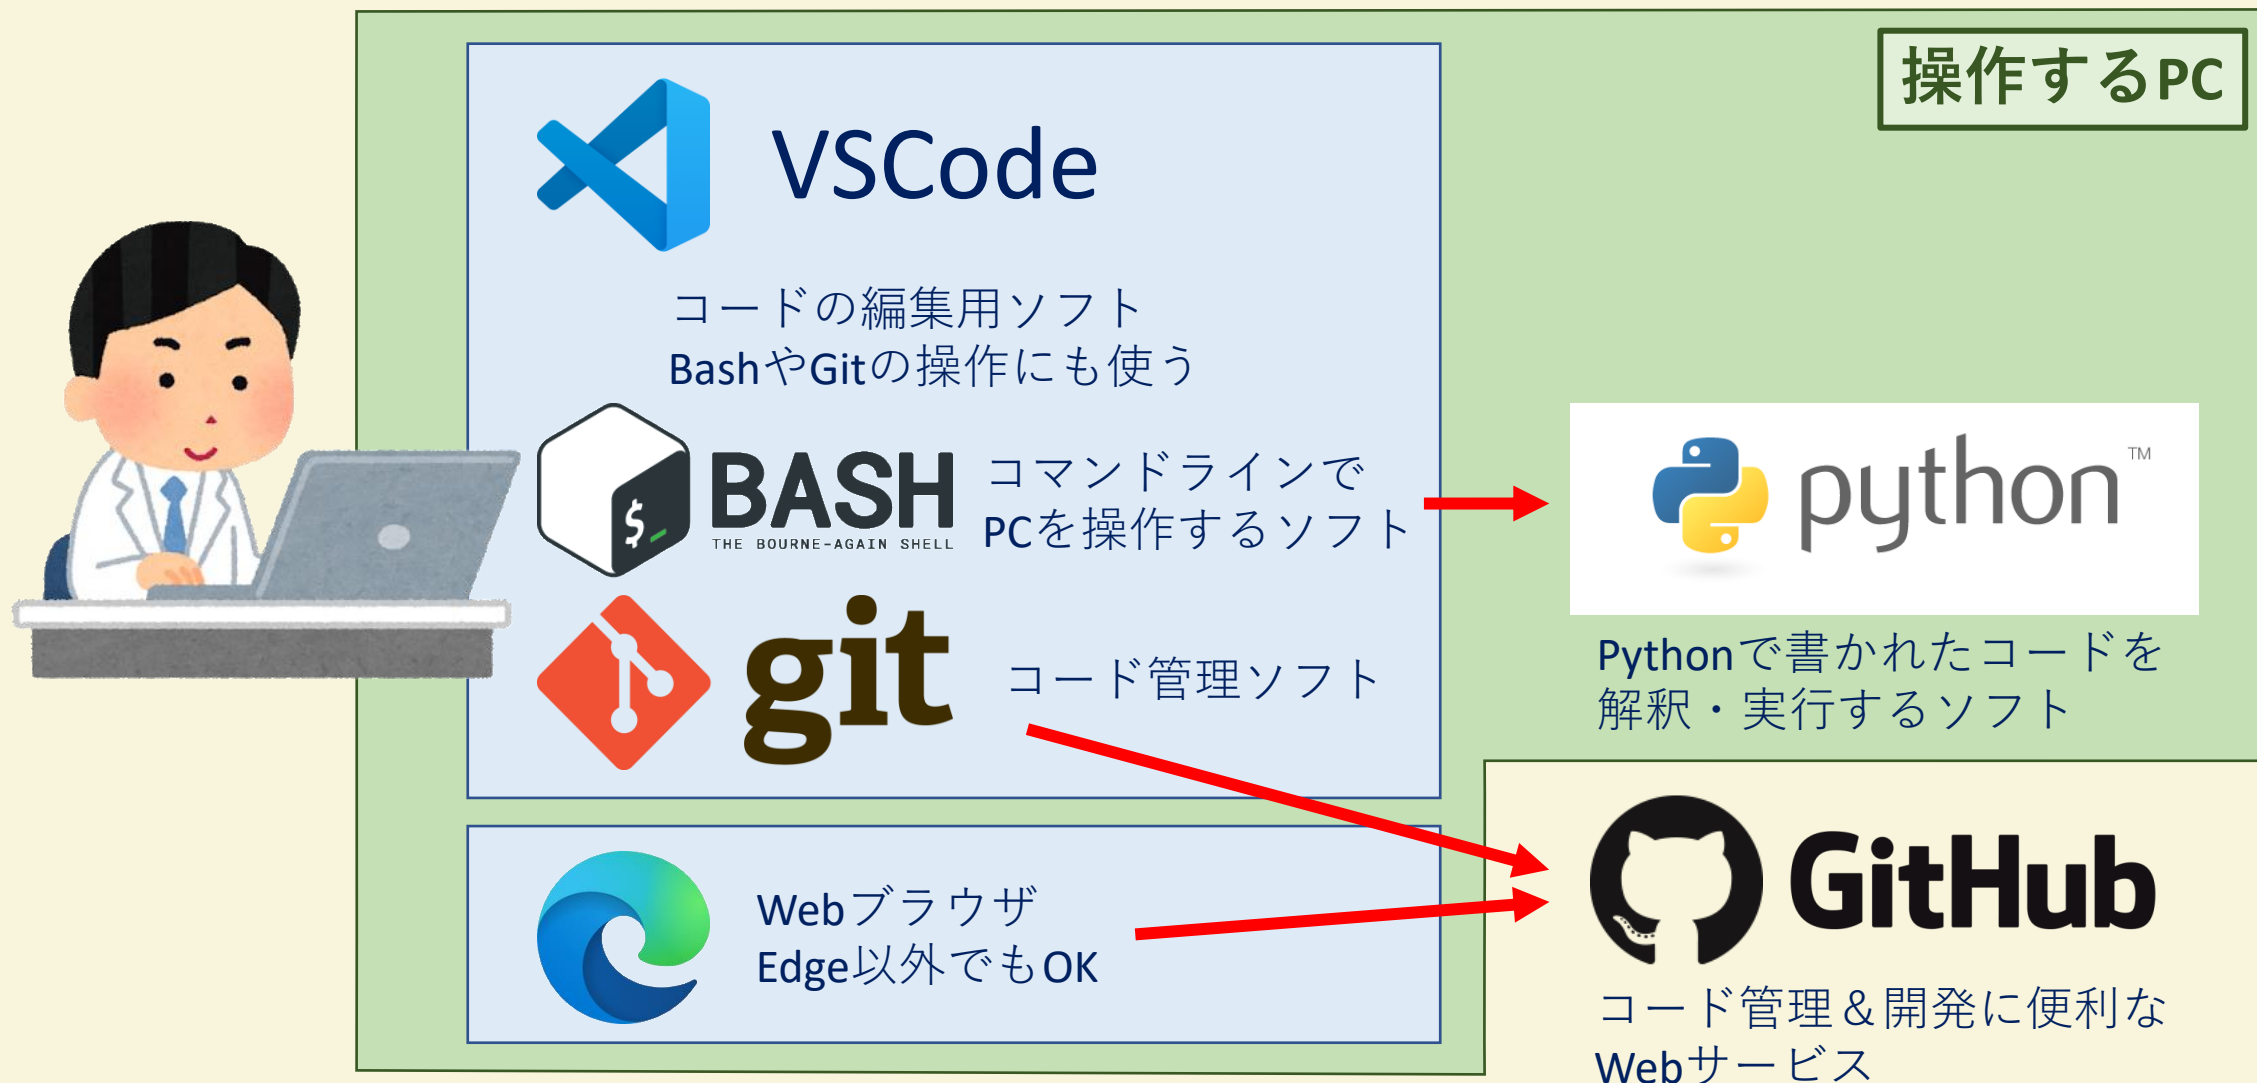 操作するPC
VSCode
コードの編集用ソフト
BashやGitの操作にも使う
$_
BASH
THE BOURNE-AGAIN SHELL
コマンドラインで
PCを操作するソフト
python™
git
コード管理ソフト
Pythonで書かれたコードを
解釈・実行するソフト
Webブラウザ
Edge以外でもOK
GitHub
コード管理＆開発に便利な
Webサービス